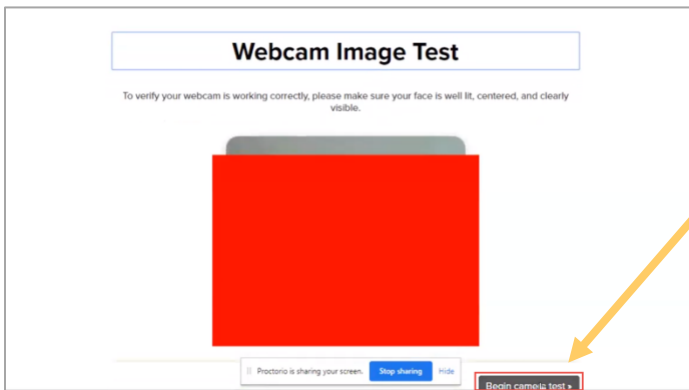 Webcam Image Test
To verify your webcam is working correctly, please make sure your face is well lit, centered, and clearly
visible.
Proctorio is sharing your screen. Stop sharing Hide
Begin camera test